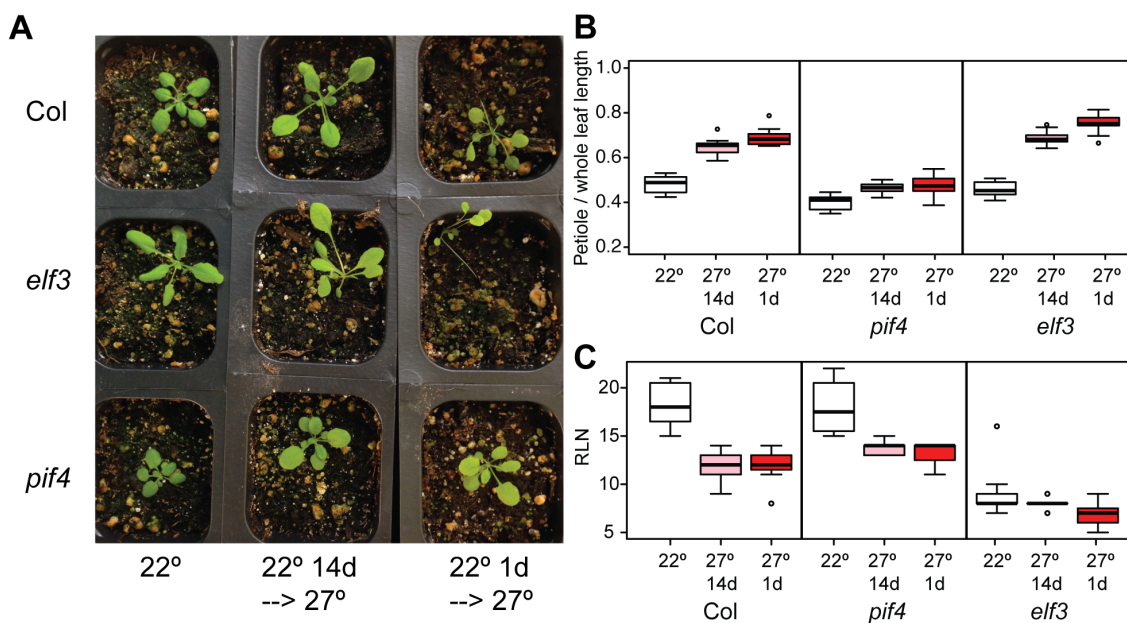 A
Col
elf3
pif4
22º
22º 14d
--> 27º
22º 1d
--> 27º
B
Petiole / whole leaf length
1.0
0.8
0.6
0.4
0.2
22º 27º 27º 22º 27º 27º 22º 27º 27º
14d 1d 14d 1d 14d 1d
Col pif4 elf3
C
RLN
20
15
10
5
22º 27º 27º 22º 27º 27º 22º 27º 27º
14d 1d 14d 1d 14d 1d
Col pif4 elf3